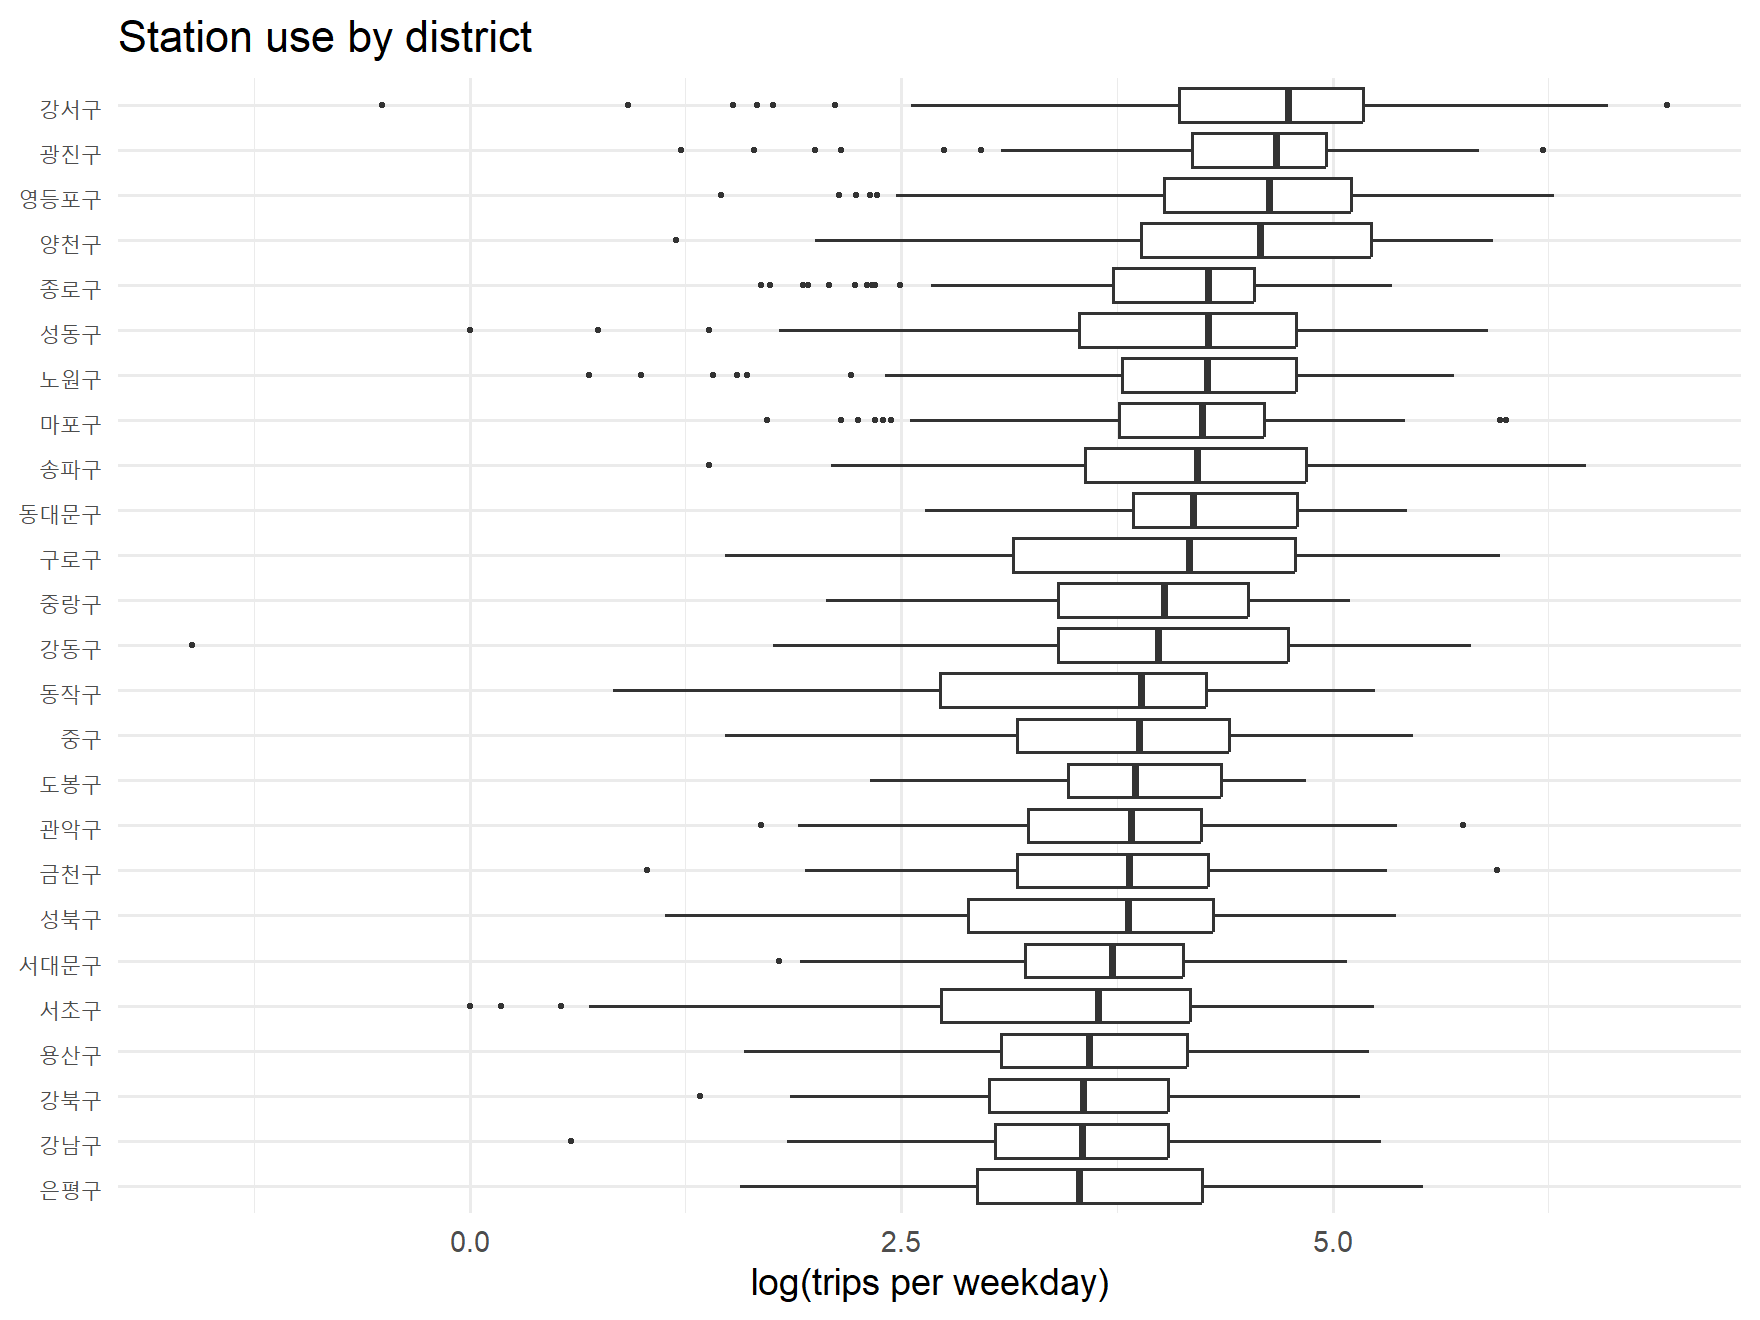 Station use by district
강서구
광진구
영등포구
양천구
종로구
성동구
노원구
마포구
송파구
동대문구
구로구
중랑구
강동구
동작구
중구
도봉구
관악구
금천구
성북구
서대문구
서초구
용산구
강북구
강남구
은평구
0.0 2.5 5.0
log(trips per weekday)